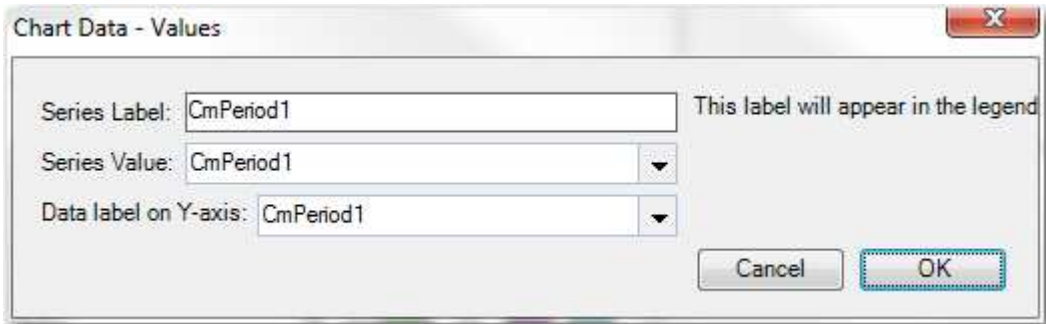 Chart Data - Values
Series Label: CmPeriod1 This label will appear in the legend
Series Value: CmPeriod1
Data label on Y-axis: CmPeriod1
Cancel OK